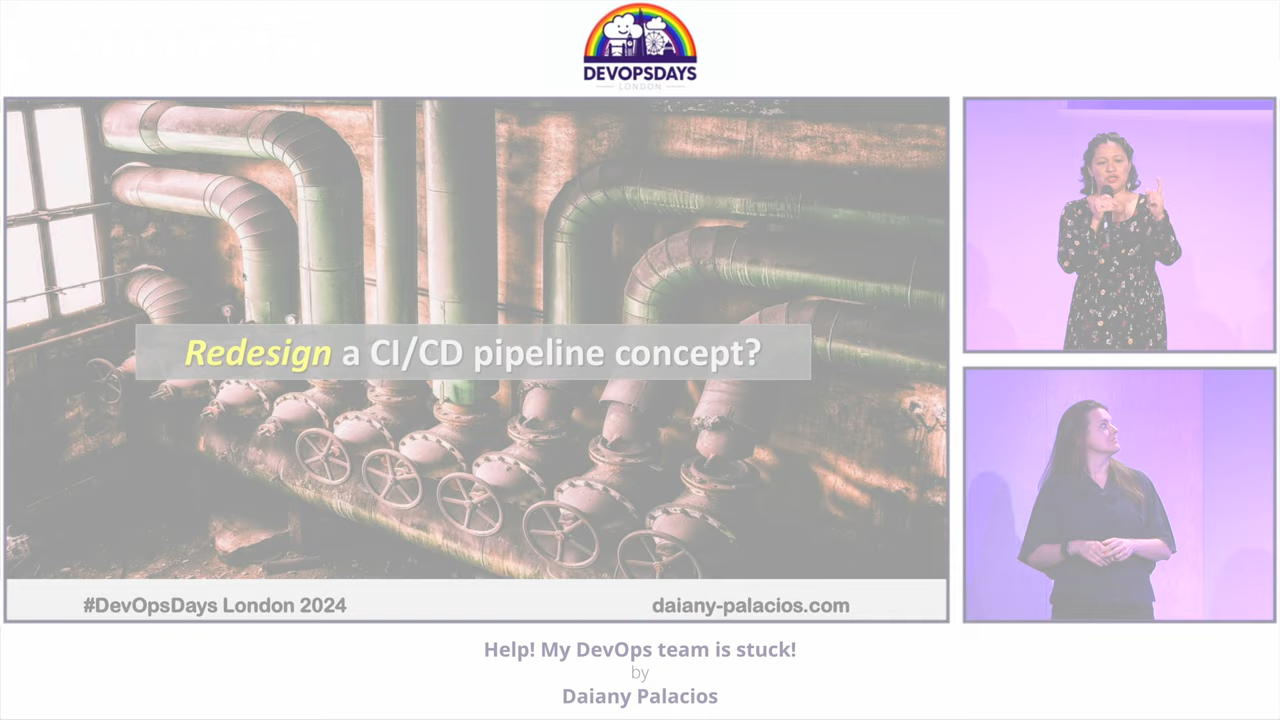 DEVOPSDAYS
LONDON
Redesign a CI/CD pipeline concept?
#DevOpsDays London 2024
daiany-palacios.com
Help! My DevOps team is stuck!
by
Daiany Palacios